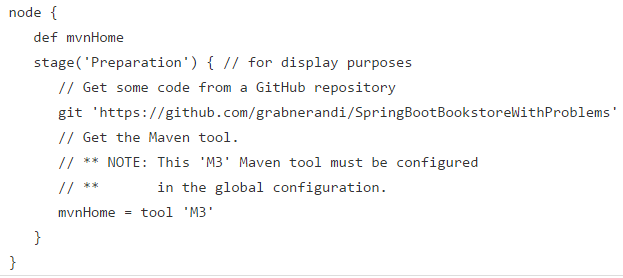 node {
   def mvnHome
   stage('Preparation') { // for display purposes
      // Get some code from a GitHub repository
      git 'https://github.com/grabnerandi/SpringBootBookstoreWithProblems'
      // Get the Maven tool.
      // ** NOTE: This 'M3' Maven tool must be configured
      // **       in the global configuration.
      mvnHome = tool 'M3'
   }
}